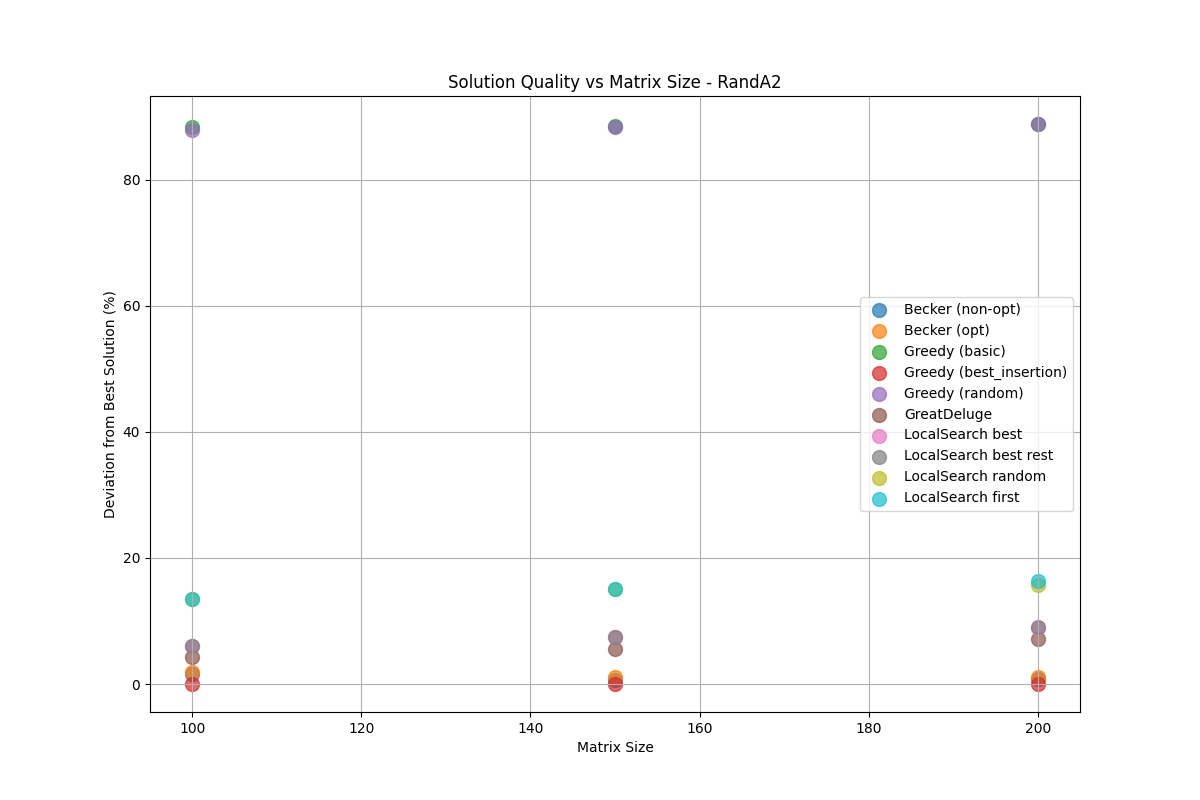 Solution Quality vs Matrix Size - RandA2
Deviation from Best Solution (%)
80
60
40
20
0
Becker (non-opt)
Becker (opt)
Greedy (basic)
Greedy (best_insertion)
Greedy (random)
GreatDeluge
LocalSearch best
LocalSearch best rest
LocalSearch random
LocalSearch first
100 120 140 160 180 200
Matrix Size